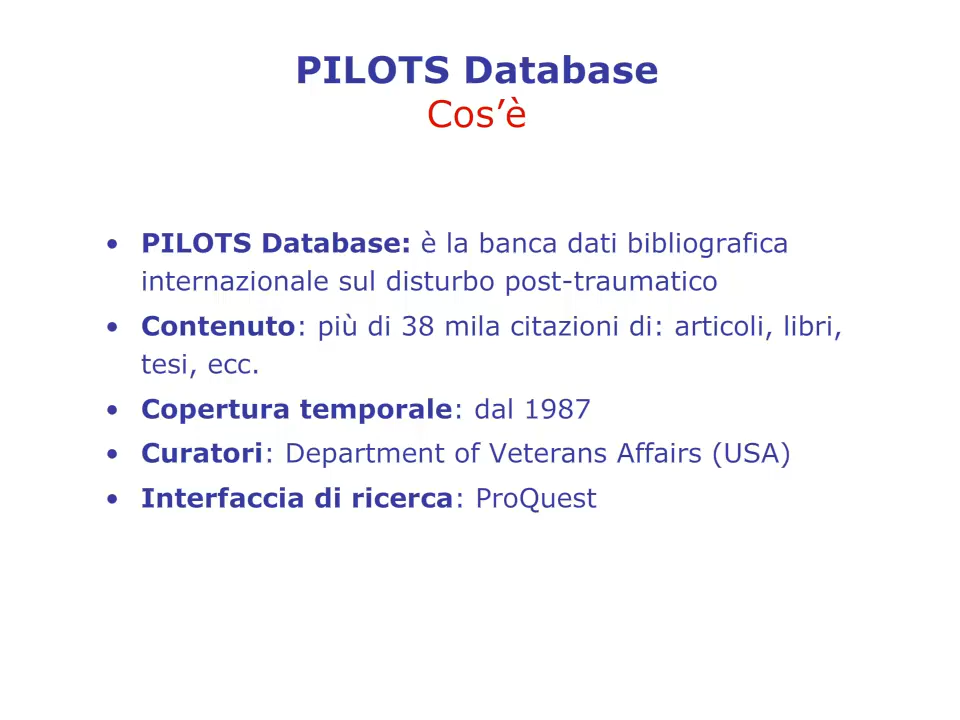 PILOTS Database
Cos’è
• PILOTS Database: è la banca dati bibliografica
internazionale sul disturbo post-traumatico
• Contenuto: più di 38 mila citazioni di: articoli, libri,
tesi, ecc.
• Copertura temporale: dal 1987
• Curatori: Department of Veterans Affairs (USA)
• Interfaccia di ricerca: ProQuest